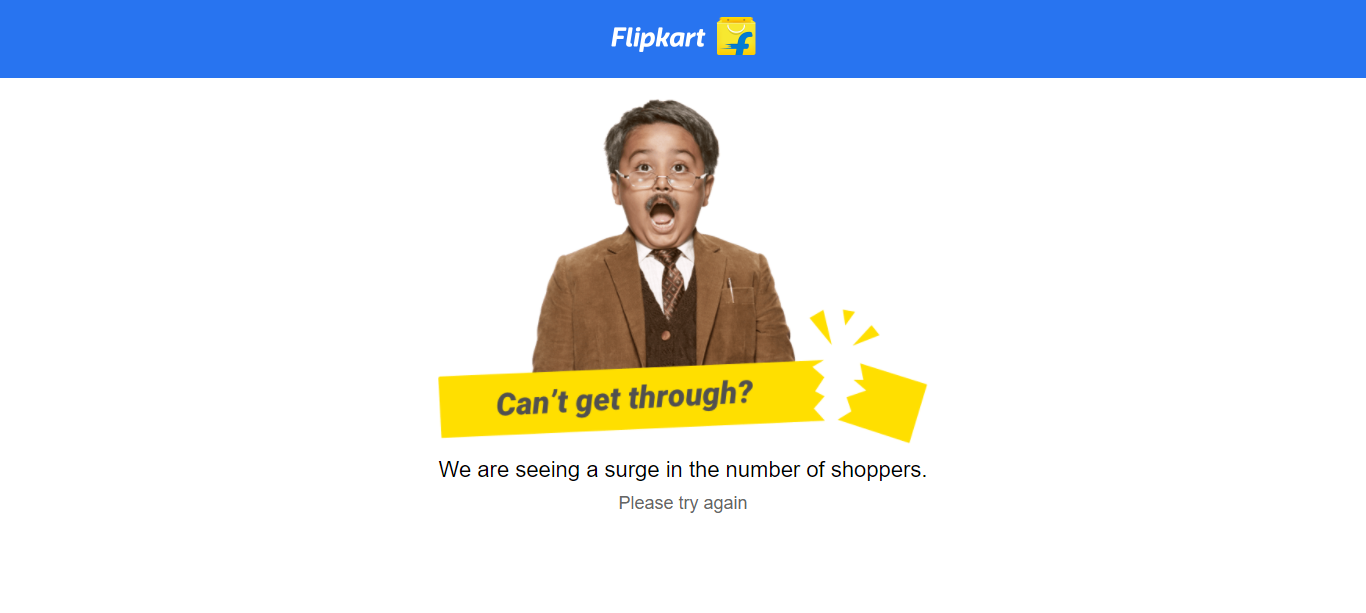 Flipkart
Can't get through?
We are seeing a surge in the number of shoppers.
Please try again